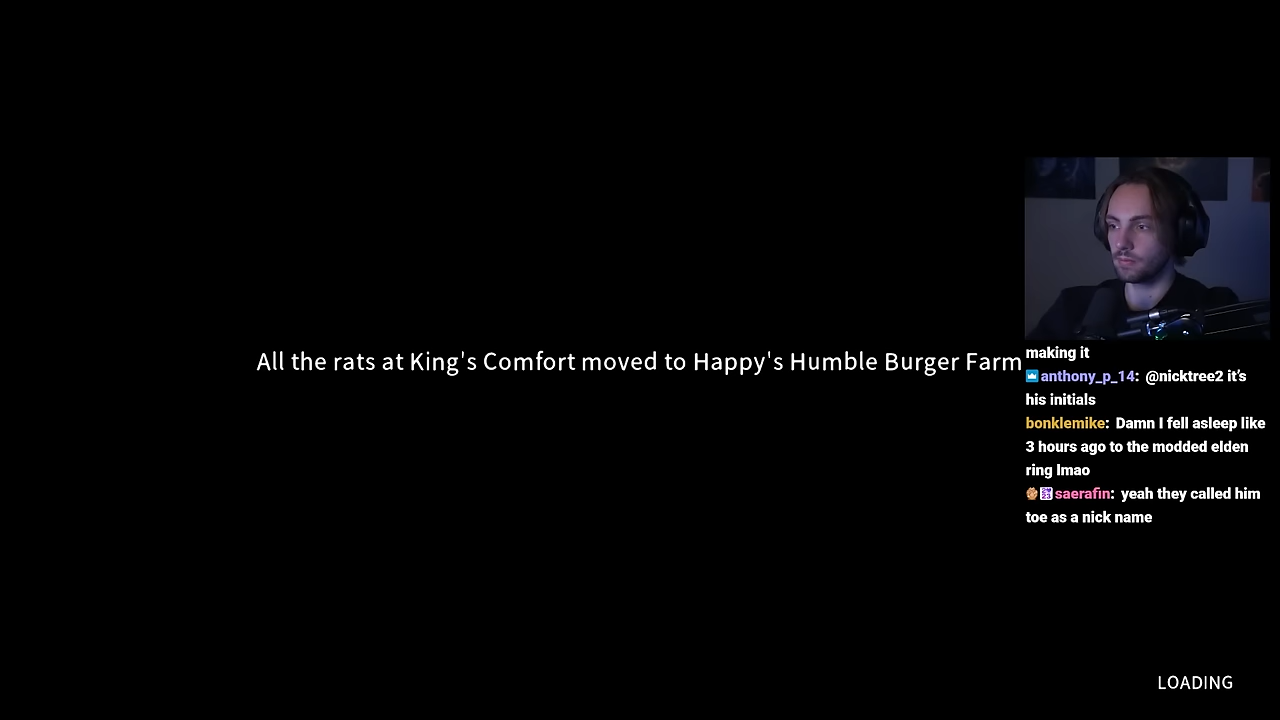 All the rats at King's Comfort moved to Happy's Humble Burger Farm
making it
anthony_p_14: @nicktree2 it’s
his initials
bonklemike: Damn I fell asleep like
3 hours ago to the modded elden
ring lmao
saerafin: yeah they called him
toe as a nick name
LOADING